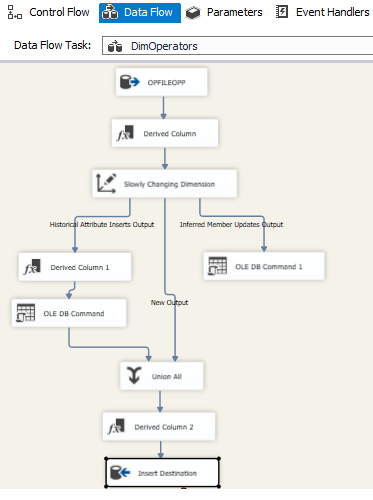 Control Flow Data Flow Parameters Event Handlers
Data Flow Task: DimOperators
OPFILEOPP
Derived Column
Slowly Changing Dimension
Historical Attribute Inserts Output Inferred Member Updates Output
Derived Column 1 OLE DB Command 1
New Output
OLE DB Command
Union All
Derived Column 2
Insert Destination